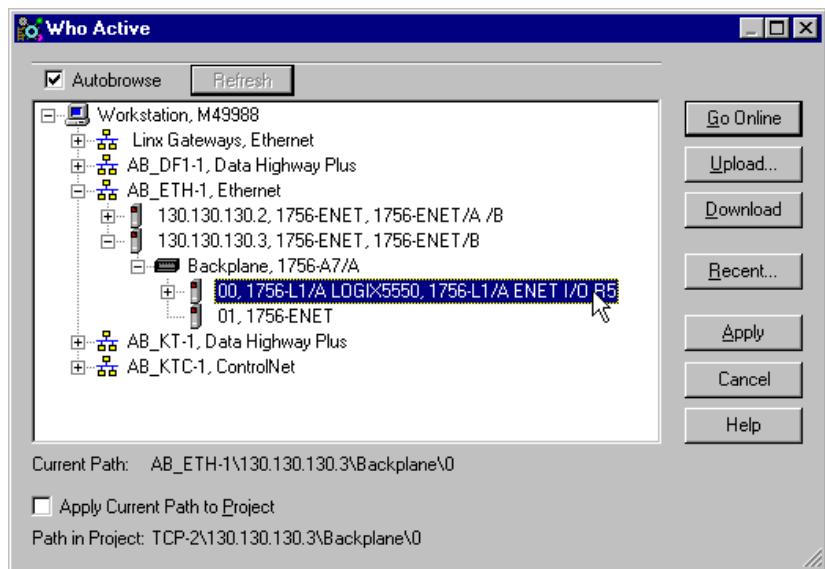 Who Active
Autobrowse
Refresh
Workstation, M49988
Linx Gateways, Ethernet
AB_DF1-1, Data Highway Plus
AB_ETH-1, Ethernet
130.130.130.2, 1756-ENET, 1756-ENET/A /B
130.130.130.3, 1756-ENET, 1756-ENET/B
Backplane, 1756-A7/A
00, 1756-L1/A LOGIX5550, 1756-L1/A ENET I/O R5
01, 1756-ENET
AB_KT-1, Data Highway Plus
AB_KTC-1, ControlNet
Go Online
Upload...
Download
Recent...
Apply
Cancel
Help
Current Path: AB_ETH-1\130.130.130.3\Backplane\0
Apply Current Path to Project
Path in Project: TCP-2\130.130.130.3\Backplane\0